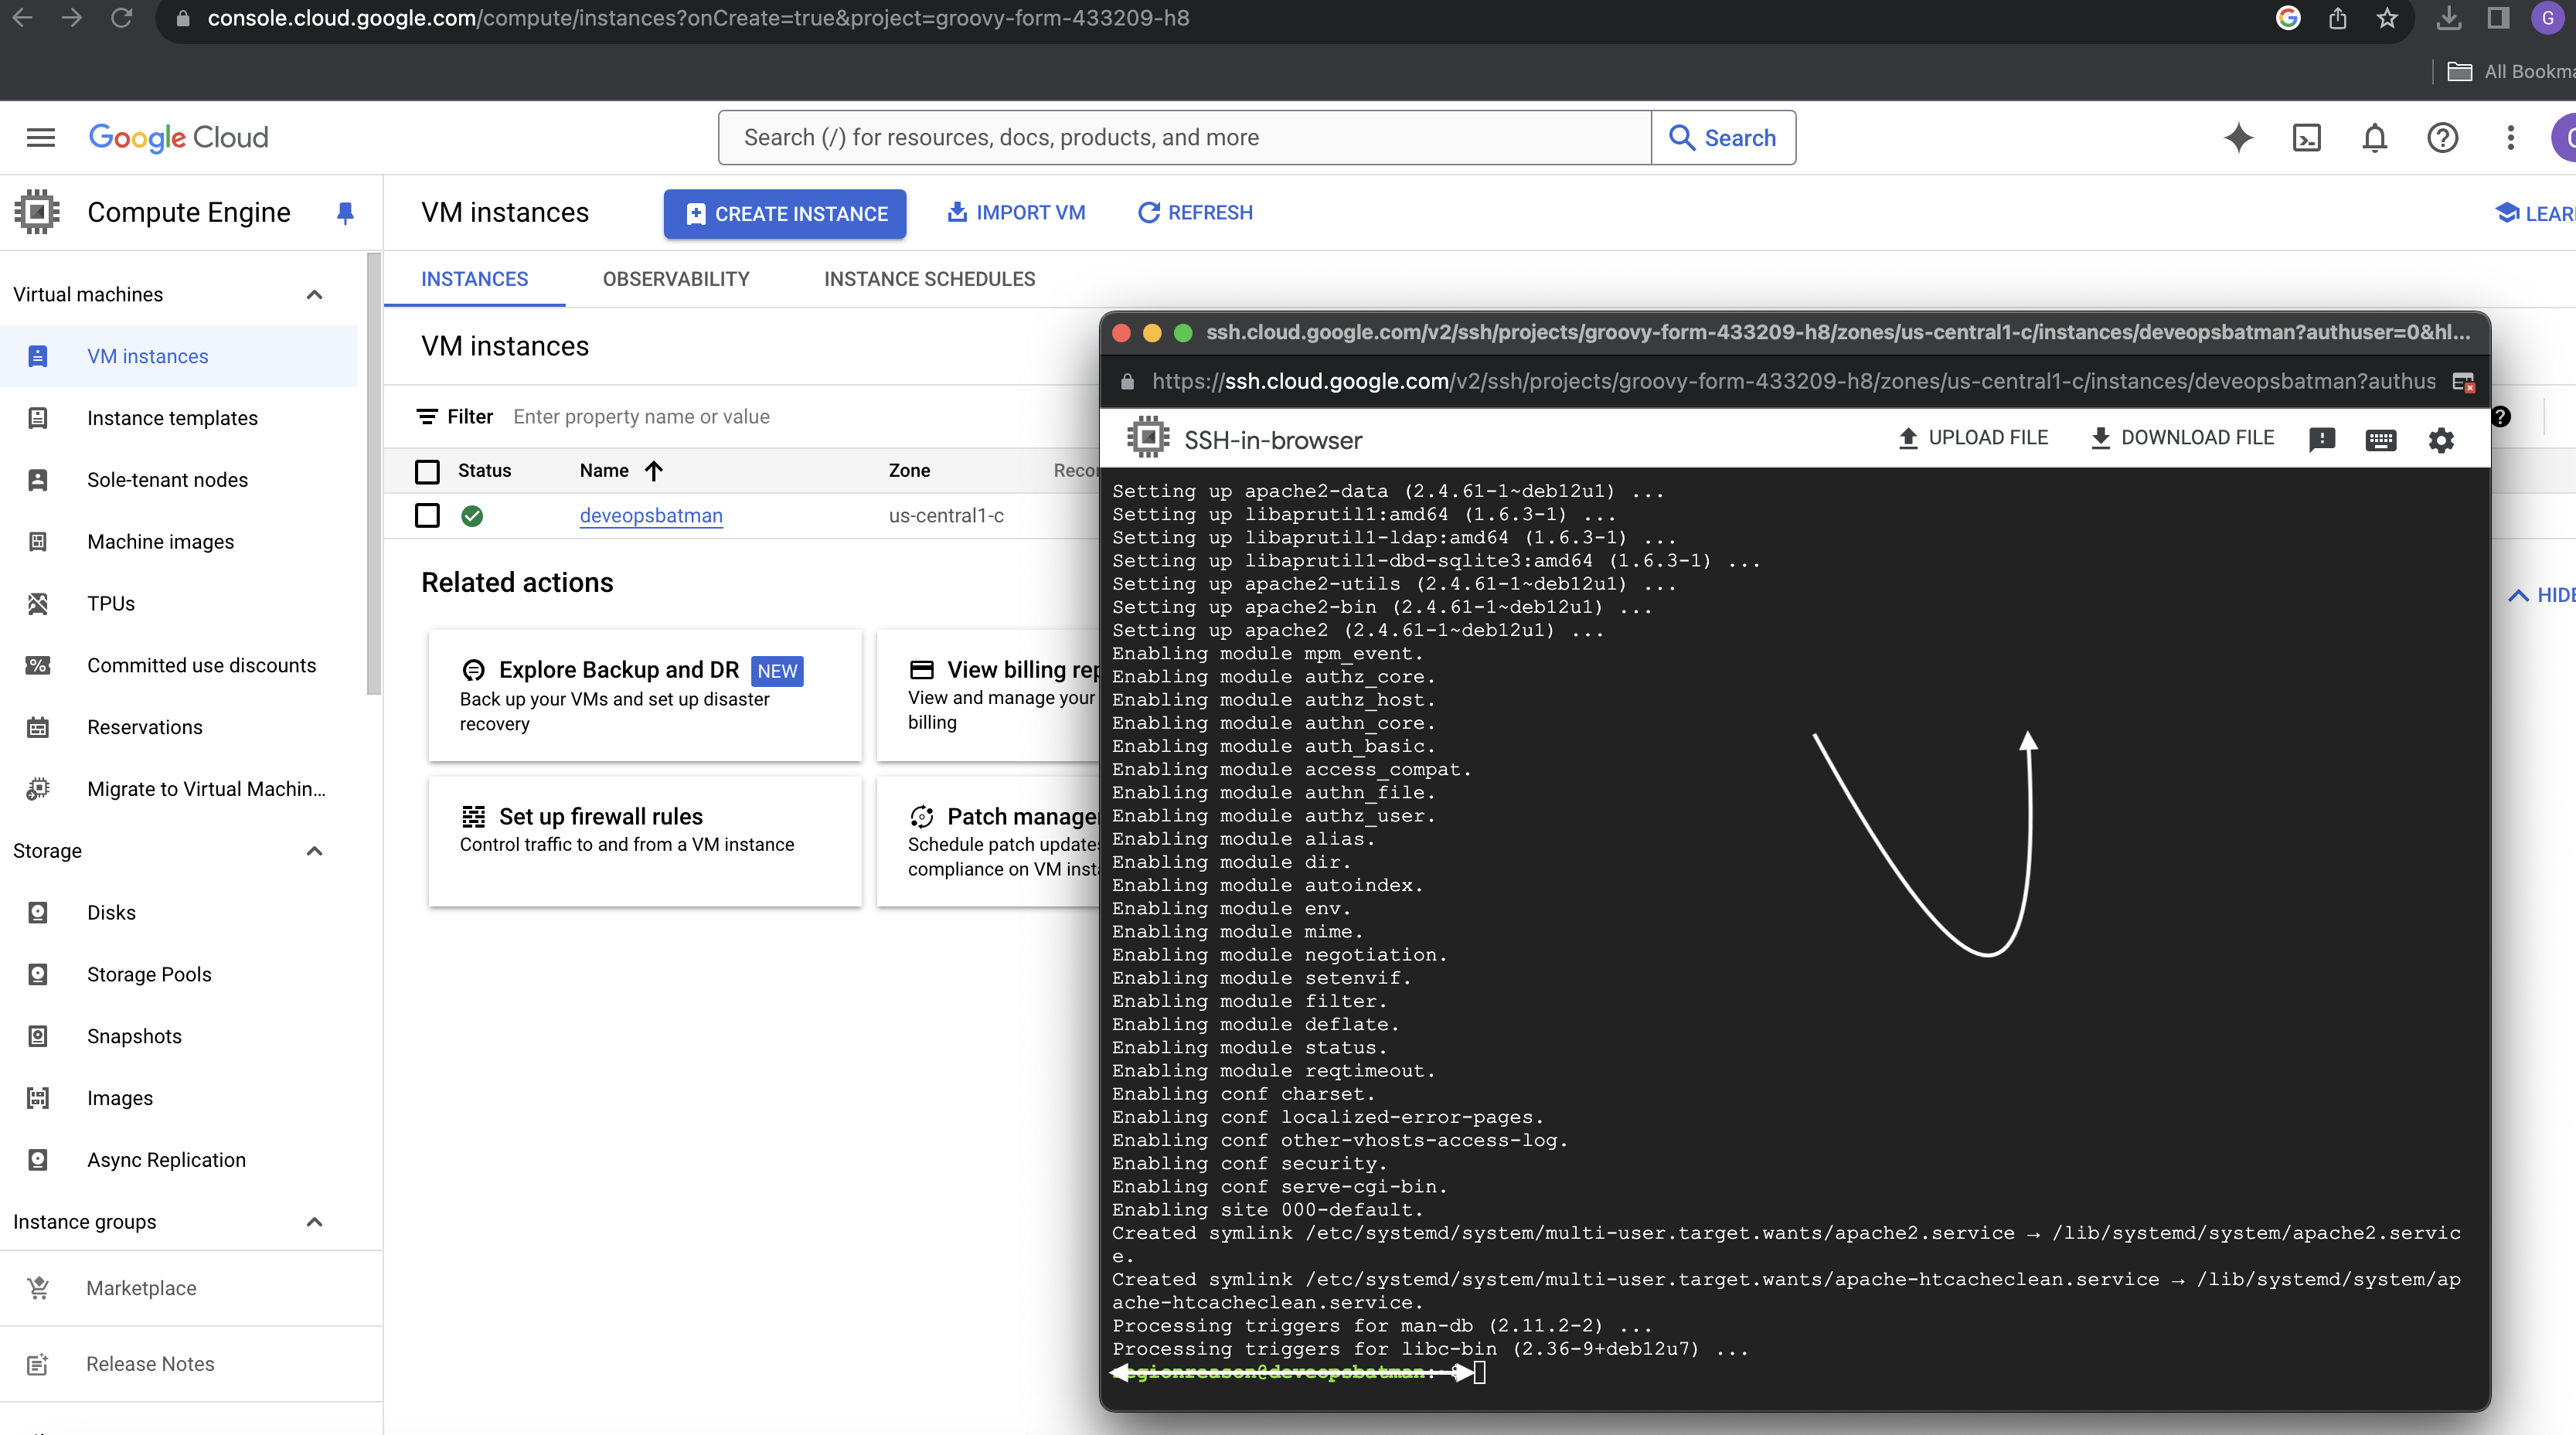 console.cloud.google.com/compute/instances?onCreate=true&project=groovy-form-433209-h8
G
All Bookma
Google Cloud
Search (/) for resources, docs, products, and more
Search
Compute Engine
VM instances
CREATE INSTANCE
IMPORT VM
REFRESH
LEAR
Virtual machines
VM instances
Instance templates
Sole-tenant nodes
Machine images
TPUs
Committed use discounts
Reservations
Migrate to Virtual Machin...
Storage
Disks
Storage Pools
Snapshots
Images
Async Replication
Instance groups
Marketplace
Release Notes
INSTANCES
OBSERVABILITY
INSTANCE SCHEDULES
VM instances
Filter Enter property name or value
Status Name Zone Recor
deveopsbatman us-central1-c
Related actions
HIDE
Explore Backup and DR NEW
Back up your VMs and set up disaster
recovery
View billing rep
View and manage your
billing
Set up firewall rules
Control traffic to and from a VM instance
Patch manage
Schedule patch update
compliance on VM inst
ssh.cloud.google.com/v2/ssh/projects/groovy-form-433209-h8/zones/us-central1-c/instances/deveopsbatman?authuser=0&hl...
https://ssh.cloud.google.com/v2/ssh/projects/groovy-form-433209-h8/zones/us-central1-c/instances/deveopsbatman?authus
SSH-in-browser
UPLOAD FILE
DOWNLOAD FILE
Setting up apache2-data (2.4.61-1~deb12u1) ...
Setting up libaprutil1:amd64 (1.6.3-1) ...
Setting up libaprutil1-ldap:amd64 (1.6.3-1) ...
Setting up libaprutil1-dbd-sqlite3:amd64 (1.6.3-1) ...
Setting up apache2-utils (2.4.61-1~deb12u1) ...
Setting up apache2-bin (2.4.61-1~deb12u1) ...
Setting up apache2 (2.4.61-1~deb12u1) ...
Enabling module mpm_event.
Enabling module authz_core.
Enabling module authz_host.
Enabling module authn_core.
Enabling module auth_basic.
Enabling module access_compat.
Enabling module authn_file.
Enabling module authz_user.
Enabling module alias.
Enabling module dir.
Enabling module autoindex.
Enabling module env.
Enabling module mime.
Enabling module negotiation.
Enabling module setenvif.
Enabling module filter.
Enabling module deflate.
Enabling module status.
Enabling module reqtimeout.
Enabling conf charset.
Enabling conf localized-error-pages.
Enabling conf other-vhosts-access-log.
Enabling conf security.
Enabling conf serve-cgi-bin.
Enabling site 000-default.
Created symlink /etc/systemd/system/multi-user.target.wants/apache2.service → /lib/systemd/system/apache2.servic
e.
Created symlink /etc/systemd/system/multi-user.target.wants/apache-htcacheclean.service → /lib/systemd/system/ap
ache-htcacheclean.service.
Processing triggers for man-db (2.11.2-2) ...
Processing triggers for libc-bin (2.36-9+deb12u7) ...